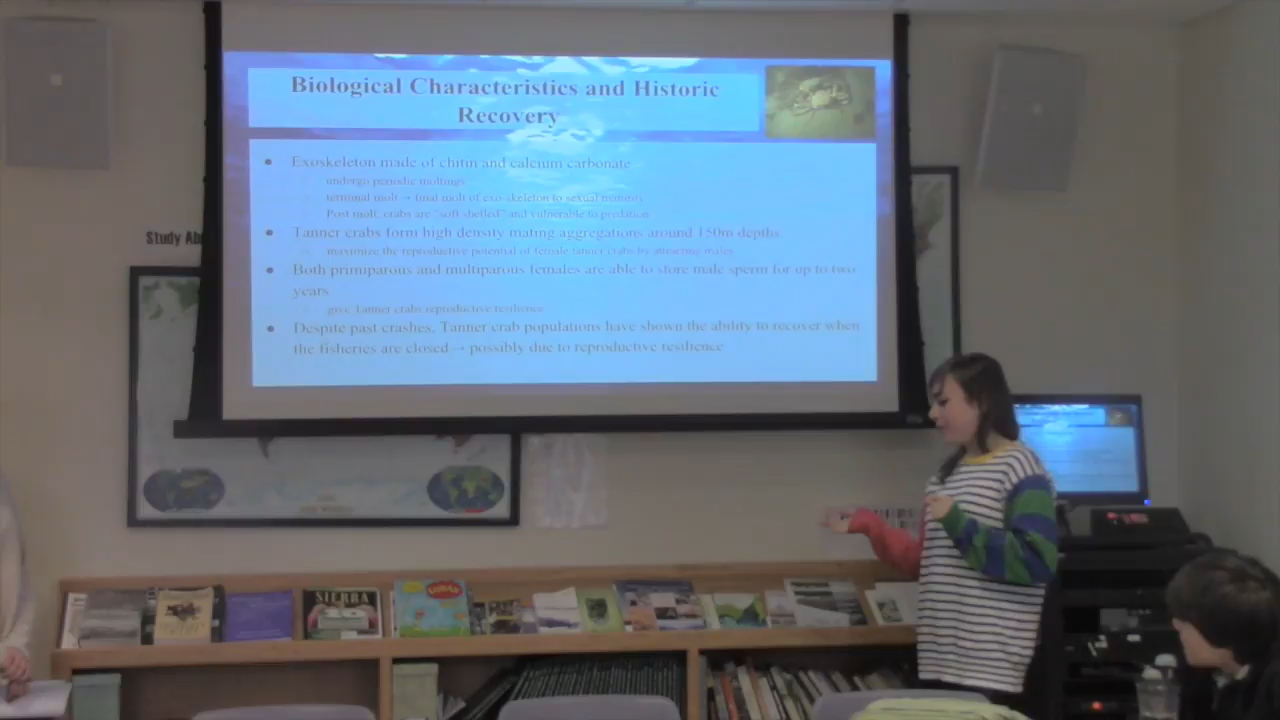 Biological Characteristics and Historic
Recovery
Exoskeleton made of chitin and calcium carbonate
undergo periodic moltings
terminal molt → final molt of exo-skeleton to sexual maturity
Post molt, crabs are "soft shelled" and vulnerable to predation
Tanner crabs form high density mating aggregations around 150m depths
maximize the reproductive potential of female tanner crabs by attracting males
Both primiparous and multiparous females are able to store male sperm for up to two
years
give Tanner crabs reproductive resilience
Despite past crashes, Tanner crab populations have shown the ability to recover when
the fisheries are closed → possibly due to reproductive resilience
Study Ab
SIERRA